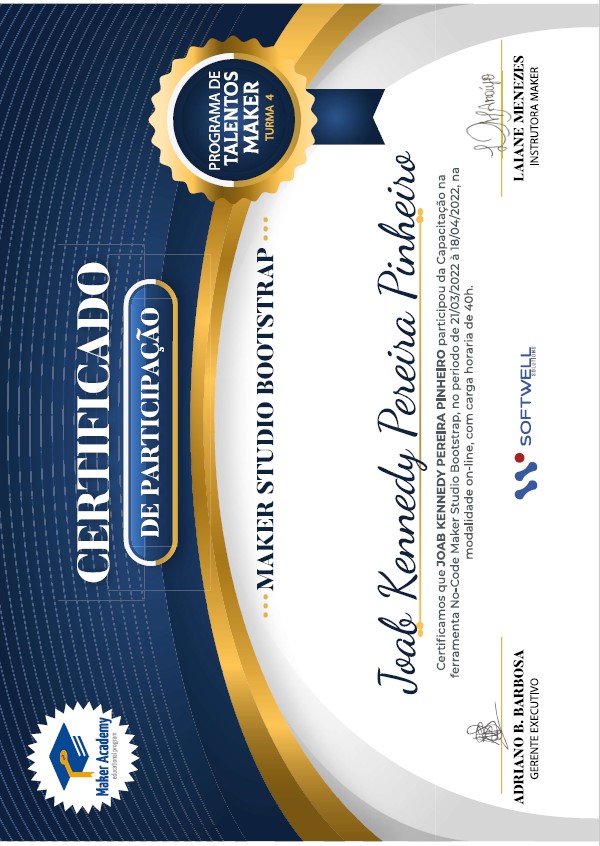 Maker Academy
educational program
CERTIFICADO
DE PARTICIPAÇÃO
PROGRAMA DE
TALENTOS
MAKER
TURMA 4
MAKER STUDIO BOOTSTRAP
Joab Kennedy Pereira Pinheiro
Certificamos que JOAB KENNEDY PEREIRA PINHEIRO participou da Capacitação na
ferramenta No-Code Maker Studio Bootstrap, no periodo de 21/03/2022 à 18/04/2022, na
modalidade on-line, com carga horaria de 40h.
ADRIANO B. BARBOSA
GERENTE EXECUTIVO
SOFTWELL
SOLUTIONS
LAIANE MENEZES
INSTRUTORA MAKER